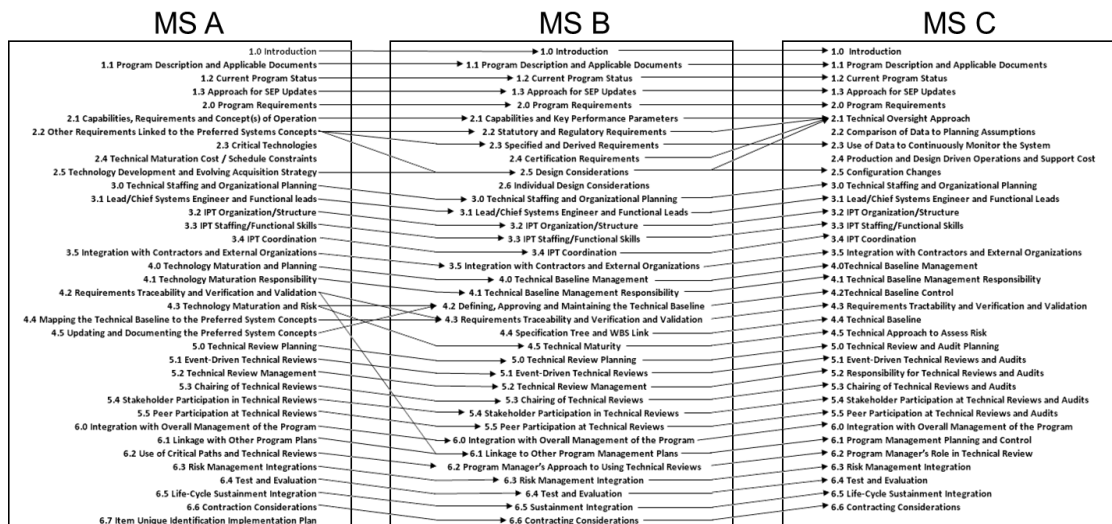 MS A
1.0 Introduction
1.1 Program Description and Applicable Documents
1.2 Current Program Status
1.3 Approach for SEP Updates
2.0 Program Requirements
2.1 Capabilities, Requirements and Concept(s) of Operation
2.2 Other Requirements Linked to the Preferred Systems Concepts
2.3 Critical Technologies
2.4 Technical Maturation Cost / Schedule Constraints
2.5 Technology Development and Evolving Acquisition Strategy
3.0 Technical Staffing and Organizational Planning
3.1 Lead/Chief Systems Engineer and Functional leads
3.2 IPT Organization/Structure
3.3 IPT Staffing/Functional Skills
3.4 IPT Coordination
3.5 Integration with Contractors and External Organizations
4.0 Technology Maturation and Planning
4.1 Technology Maturation Responsibility
4.2 Requirements Traceability and Verification and Validation
4.3 Technology Maturation and Risk
4.4 Mapping the Technical Baseline to the Preferred System Concepts
4.5 Updating and Documenting the Preferred System Concepts
5.0 Technical Review Planning
5.1 Event-Driven Technical Reviews
5.2 Technical Review Management
5.3 Chairing of Technical Reviews
5.4 Stakeholder Participation in Technical Reviews
5.5 Peer Participation at Technical Reviews
6.0 Integration with Overall Management of the Program
6.1 Linkage with Other Program Plans
6.2 Use of Critical Paths and Technical Reviews
6.3 Risk Management Integrations
6.4 Test and Evaluation
6.5 Life-Cycle Sustainment Integration
6.6 Contraction Considerations
6.7 Item Unique Identification Implementation Plan
MS B
1.0 Introduction
1.1 Program Description and Applicable Documents
1.2 Current Program Status
1.3 Approach for SEP Updates
2.0 Program Requirements
2.1 Capabilities and Key Performance Parameters
2.2 Statutory and Regulatory Requirements
2.3 Specified and Derived Requirements
2.4 Certification Requirements
2.5 Design Considerations
2.6 Individual Design Considerations
3.0 Technical Staffing and Organizational Planning
3.1 Lead/Chief Systems Engineer and Functional Leads
3.2 IPT Organization/Structure
3.3 IPT Staffing/Functional Skills
3.4 IPT Coordination
3.5 Integration with Contractors and External Organizations
4.0 Technical Baseline Management
4.1 Technical Baseline Management Responsibility
4.2 Defining, Approving and Maintaining the Technical Baseline
4.3 Requirements Traceability and Verification and Validation
4.4 Specification Tree and WBS Link
4.5 Technical Maturity
5.0 Technical Review Planning
5.1 Event-Driven Technical Reviews
5.2 Technical Review Management
5.3 Chairing of Technical Reviews
5.4 Stakeholder Participation in Technical Reviews
5.5 Peer Participation at Technical Reviews
6.0 Integration with Overall Management of the Program
6.1 Linkage to Other Program Management Plans
6.2 Program Manager's Approach to Using Technical Reviews
6.3 Risk Management Integration
6.4 Test and Evaluation
6.5 Sustainment Integration
6.6 Contracting Considerations
MS C
1.0 Introduction
1.1 Program Description and Applicable Documents
1.2 Current Program Status
1.3 Approach for SEP Updates
2.0 Program Requirements
2.1 Technical Oversight Approach
2.2 Comparison of Data to Planning Assumptions
2.3 Use of Data to Continuously Monitor the System
2.4 Production and Design Driven Operations and Support Cost
2.5 Configuration Changes
3.0 Technical Staffing and Organizational Planning
3.1 Lead/Chief Systems Engineer and Functional Leads
3.2 IPT Organization/Structure
3.3 IPT Staffing/Functional Skills
3.4 IPT Coordination
3.5 Integration with Contractors and External Organizations
4.0Technical Baseline Management
4.1 Technical Baseline Management Responsibility
4.2Technical Baseline Control
4.3 Requirements Tractability and Verification and Validation
4.4 Technical Baseline
4.5 Technical Approach to Assess Risk
5.0 Technical Review and Audit Planning
5.1 Event-Driven Technical Reviews and Audits
5.2 Responsibility for Technical Reviews and Audits
5.3 Chairing of Technical Reviews and Audits
5.4 Stakeholder Participation at Technical Reviews and Audits
5.5 Peer Participation at Technical Reviews and Audits
6.0 Integration with Overall Management of the Program
6.1 Program Management Planning and Control
6.2 Program Manager's Role in Technical Review
6.3 Risk Management Integration
6.4 Test and Evaluation
6.5 Life-Cycle Sustainment Integration
6.6 Contracting Considerations